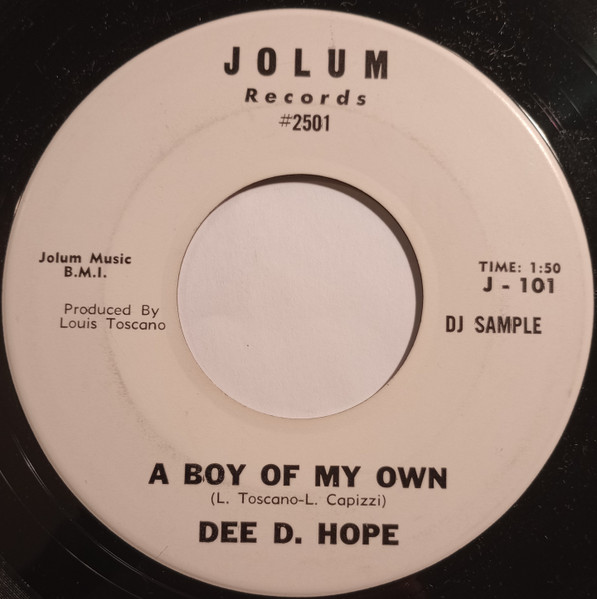 JOLUM
Records
#2501
Jolum Music
B.M.I.
Produced By
Louis Toscano
TIME: 1:50
J - 101
DJ SAMPLE
A BOY OF MY OWN
(L. Toscano-L. Capizzi)
DEE D. HOPE